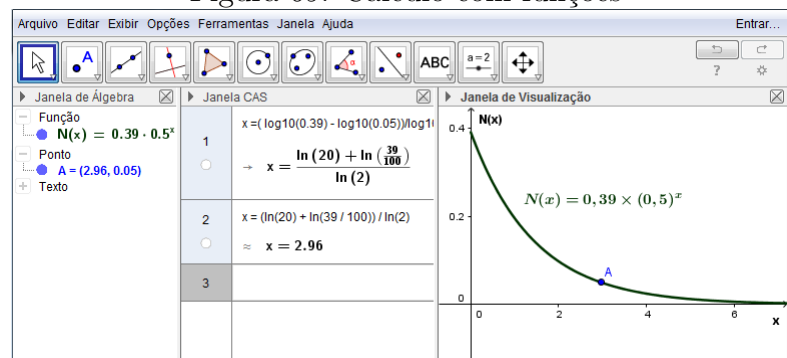 Arquivo Editar Exibir Opções Ferramentas Janela Ajuda Entrar...
A ABC a=2 ?
Janela de Álgebra
Função
N(x) = 0.39 · 0.5ˣ
Ponto
A = (2.96, 0.05)
Texto
Janela CAS
1
x =( log10(0.39) - log10(0.05))/log1
→ x = (ln (20) + ln (39/100)) / ln (2)
2
x = (ln(20) + ln(39 / 100)) / ln(2)
≈ x = 2.96
3
Janela de Visualização
N(x)
0.4
N(x) = 0,39 × (0,5)ˣ
0.2
A
0
0 2 4 6
x